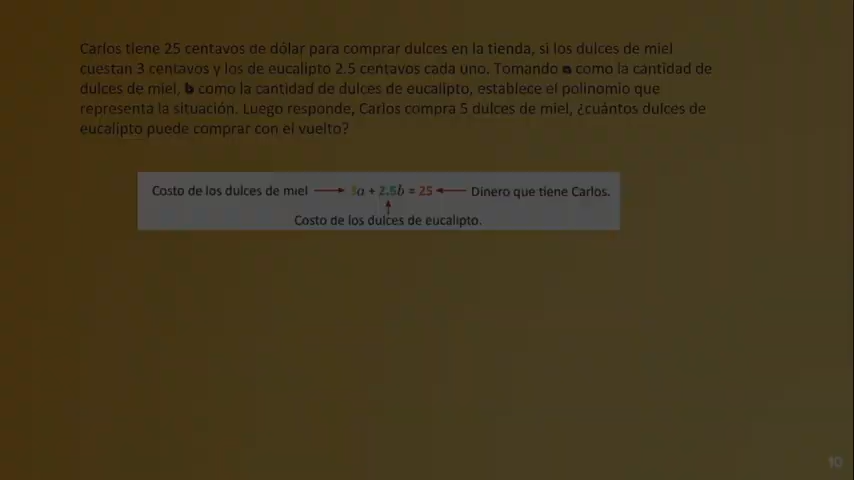 Carlos tiene 25 centavos de dólar para comprar dulces en la tienda, si los dulces de miel
cuestan 3 centavos y los de eucalipto 2.5 centavos cada uno. Tomando a como la cantidad de
dulces de miel, b como la cantidad de dulces de eucalipto, establece el polinomio que
representa la situación. Luego responde, Carlos compra 5 dulces de miel, ¿cuántos dulces de
eucalipto puede comprar con el vuelto?
Costo de los dulces de miel → 3a + 2.5b = 25 ← Dinero que tiene Carlos.
Costo de los dulces de eucalipto.
10